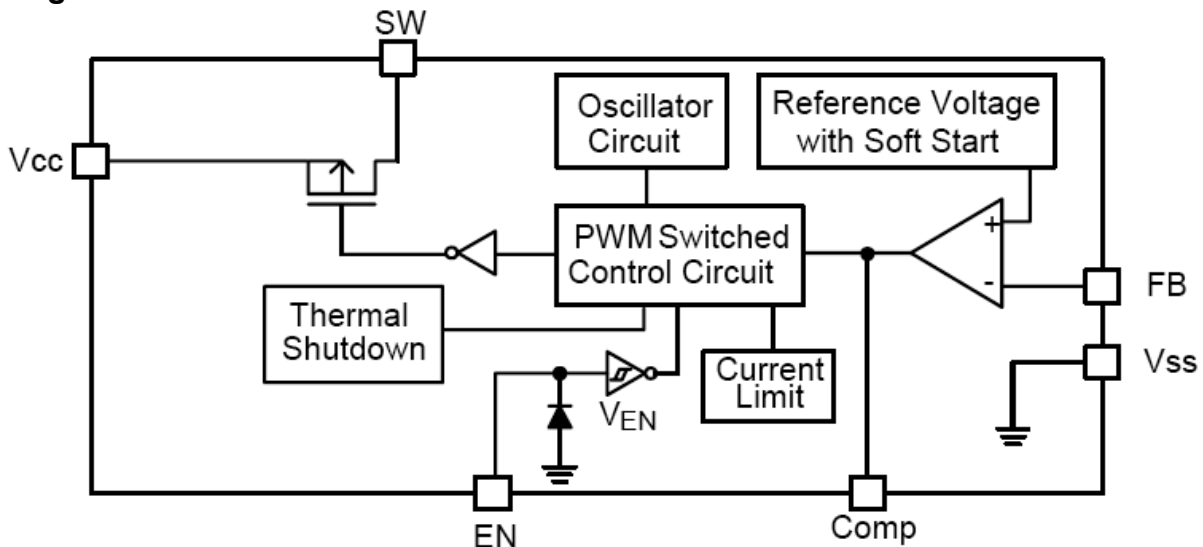 SW
Vcc
Oscillator
Circuit
Reference Voltage
with Soft Start
PWM Switched
Control Circuit
+
-
FB
Thermal
Shutdown
Vss
Current
Limit
VEN
EN
Comp